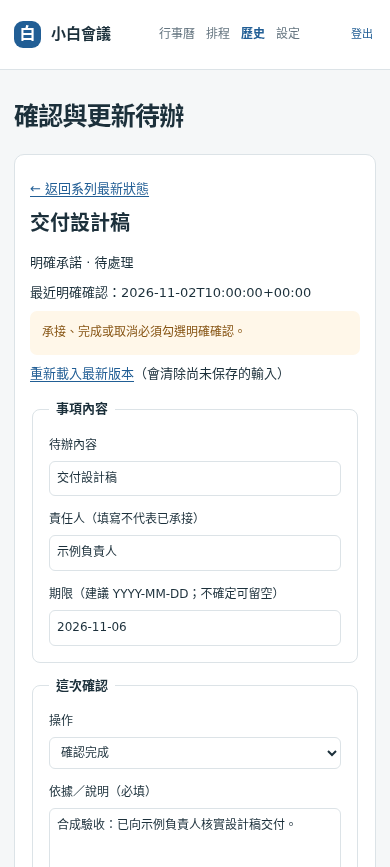 白 小白會議 行事曆 排程 歷史 設定 登出
確認與更新待辦
← 返回系列最新狀態
交付設計稿
明確承諾 · 待處理
最近明確確認：2026-11-02T10:00:00+00:00
承接、完成或取消必須勾選明確確認。
重新載入最新版本（會清除尚未保存的輸入）
事項內容
待辦內容
交付設計稿
責任人（填寫不代表已承接）
示例負責人
期限（建議 YYYY-MM-DD；不確定可留空）
2026-11-06
這次確認
操作
確認完成
依據／說明（必填）
合成驗收：已向示例負責人核實設計稿交付。